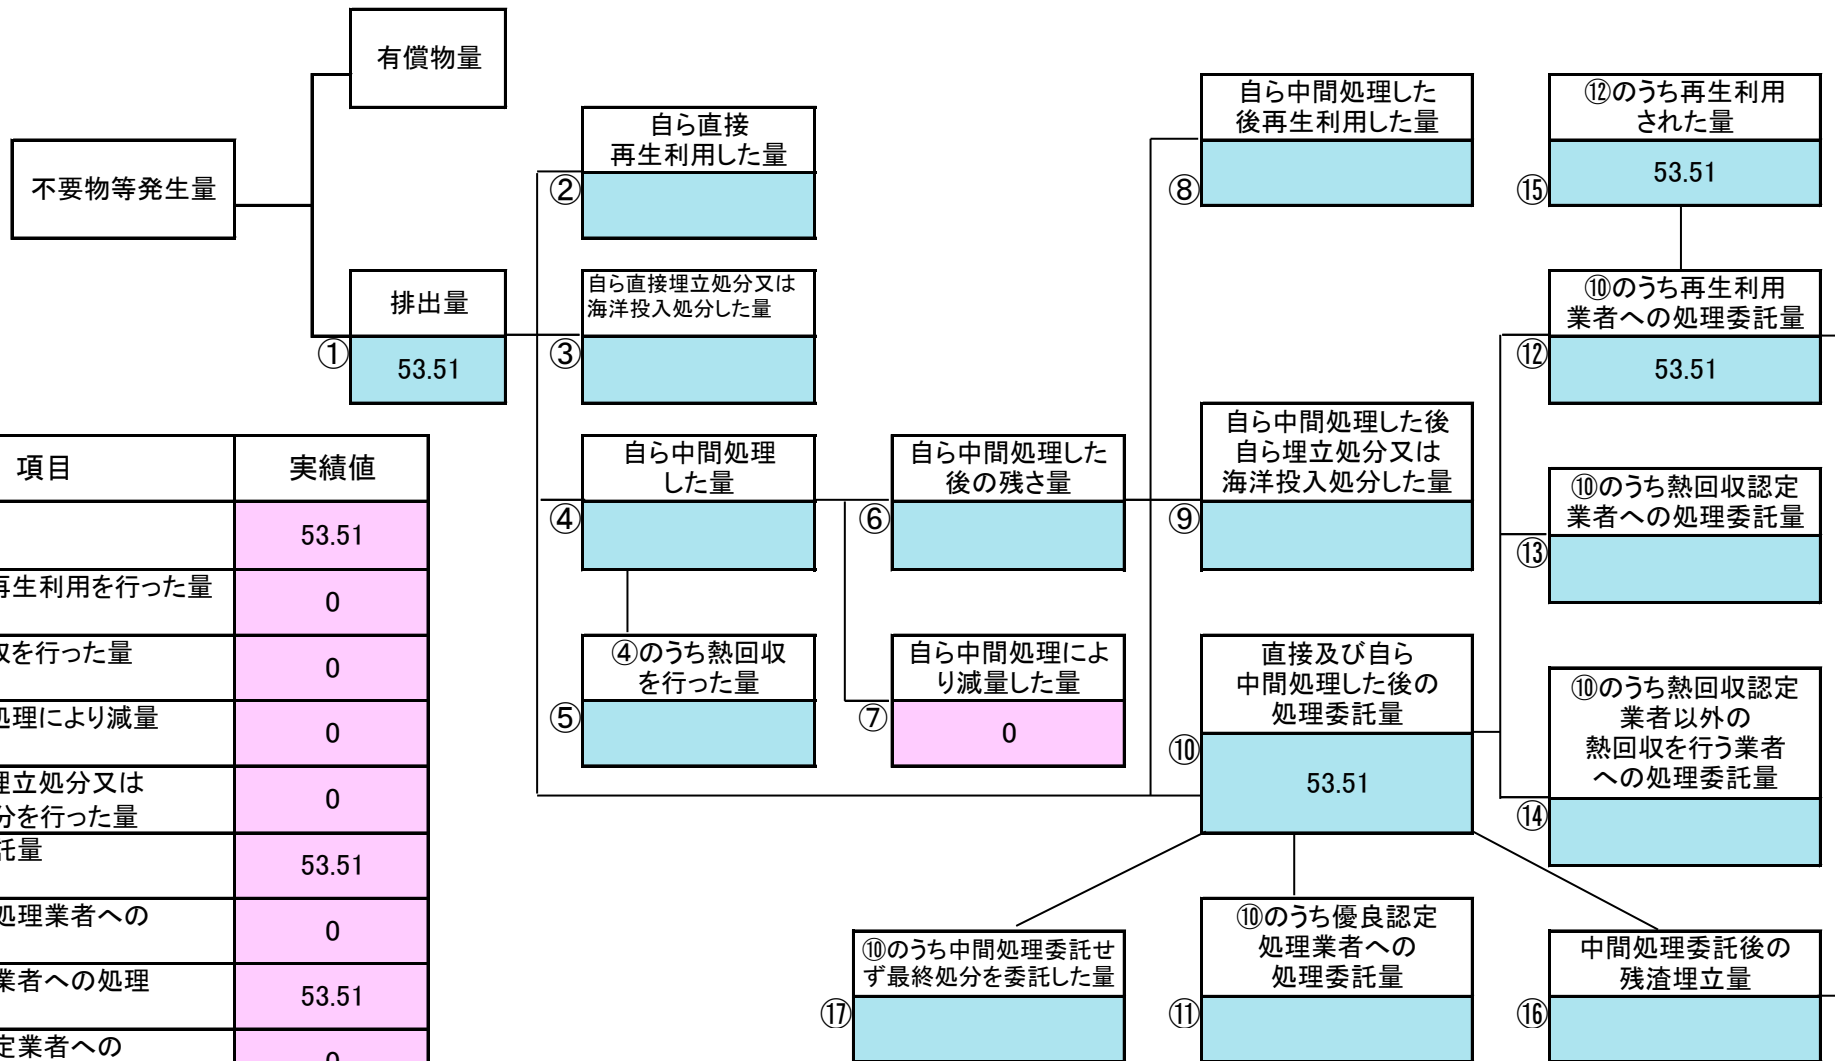 有償物量
不要物等発生量
排出量
①
53.51
自ら直接
再生利用した量
②
自ら直接埋立処分又は
海洋投入処分した量
③
自ら中間処理
した量
④
④のうち熱回収
を行った量
⑤
自ら中間処理した
後の残さ量
⑥
自ら中間処理によ
り減量した量
⑦
0
自ら中間処理した
後再生利用した量
⑧
自ら中間処理した後
自ら埋立処分又は
海洋投入処分した量
⑨
直接及び自ら
中間処理した後の
処理委託量
⑩
53.51
⑫のうち再生利用
された量
⑮
53.51
⑩のうち再生利用
業者への処理委託量
⑫
53.51
⑩のうち熱回収認定
業者への処理委託量
⑬
⑩のうち熱回収認定
業者以外の
熱回収を行う業者
への処理委託量
⑭
⑩のうち中間処理委託せ
ず最終処分を委託した量
⑰
⑩のうち優良認定
処理業者への
処理委託量
⑪
中間処理委託後の
残渣埋立量
⑯
項目 実績値
53.51
再生利用を行った量 0
を行った量 0
処理により減量 0
埋立処分又は
分を行った量 0
託量 53.51
処理業者への 0
業者への処理 53.51
定業者への 0